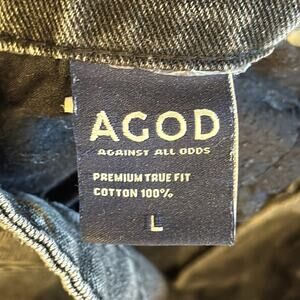 AGOD
AGAINST ALL ODDS
PREMIUM TRUE FIT
COTTON 100%
L